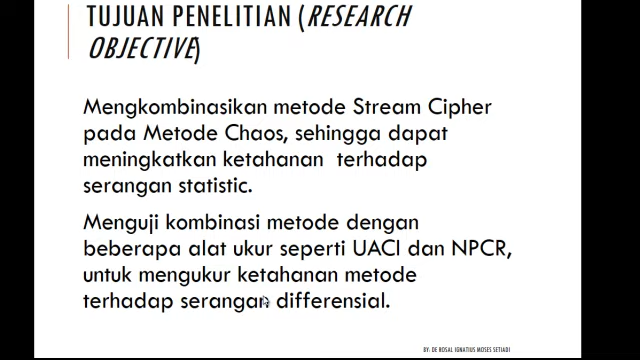 TUJUAN PENELITIAN (RESEARCH
OBJECTIVE)
Mengkombinasikan metode Stream Cipher
pada Metode Chaos, sehingga dapat
meningkatkan ketahanan terhadap
serangan statistic.
Menguji kombinasi metode dengan
beberapa alat ukur seperti UACI dan NPCR,
untuk mengukur ketahanan metode
terhadap serangan differensial.
BY: DE ROSAL IGNATIUS MOSES SETIADI